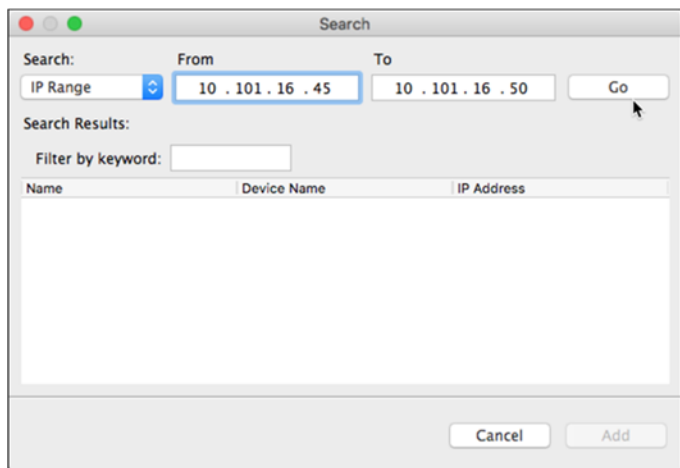 Search
Search: From To
IP Range 10 . 101 . 16 . 45 10 . 101 . 16 . 50 Go
Search Results:
Filter by keyword:
Name Device Name IP Address
Cancel Add